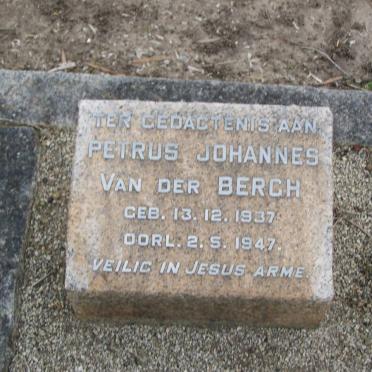 TER GEDACTENIS AAN
PETRUS JOHANNES
VAN DER BERGH
GEB. 13.12.1937
OORL. 2.5.1947.
VEILIG IN JESUS ARME.